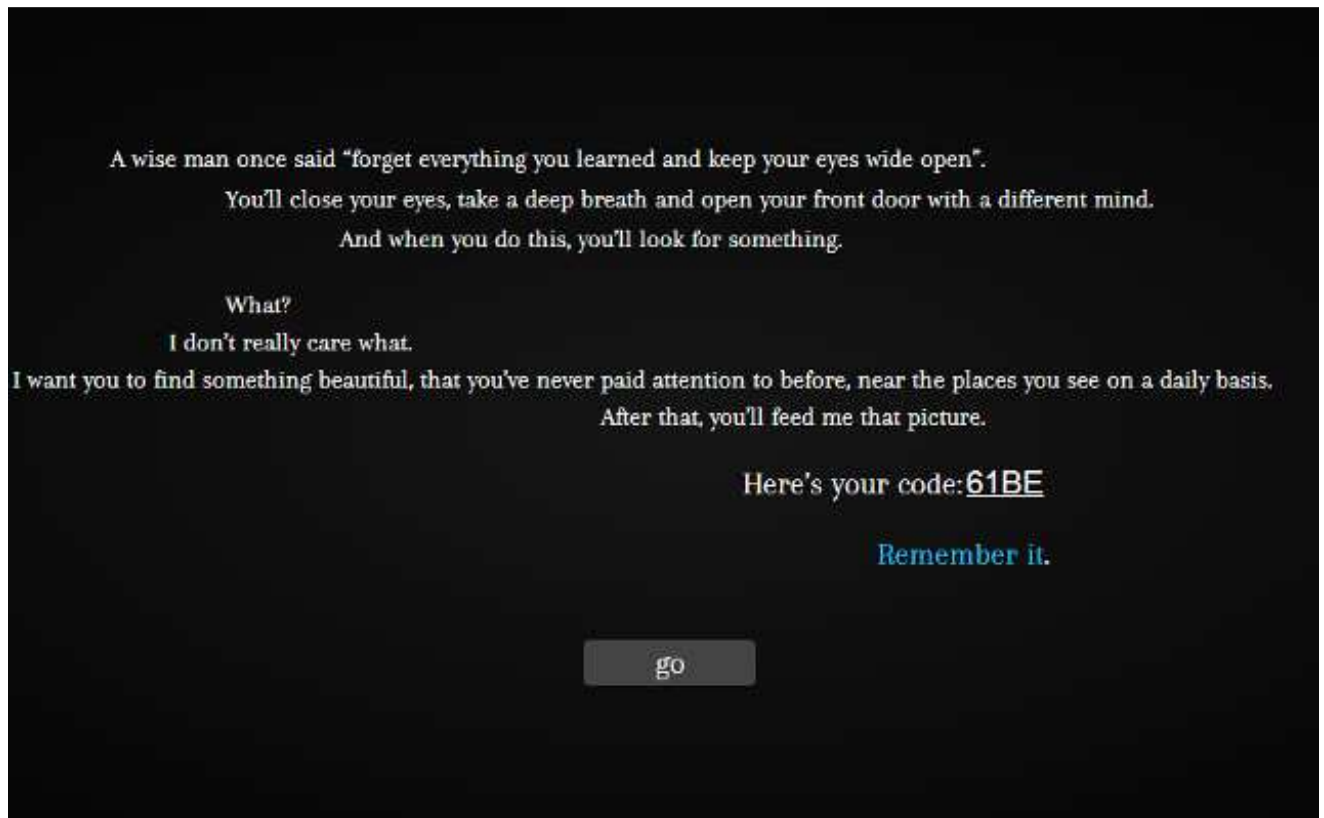 A wise man once said “forget everything you learned and keep your eyes wide open”.
You'll close your eyes, take a deep breath and open your front door with a different mind.
And when you do this, you'll look for something.
What?
I don't really care what.
I want you to find something beautiful, that you've never paid attention to before, near the places you see on a daily basis.
After that, you'll feed me that picture.
Here's your code:61BE
Remember it.
go